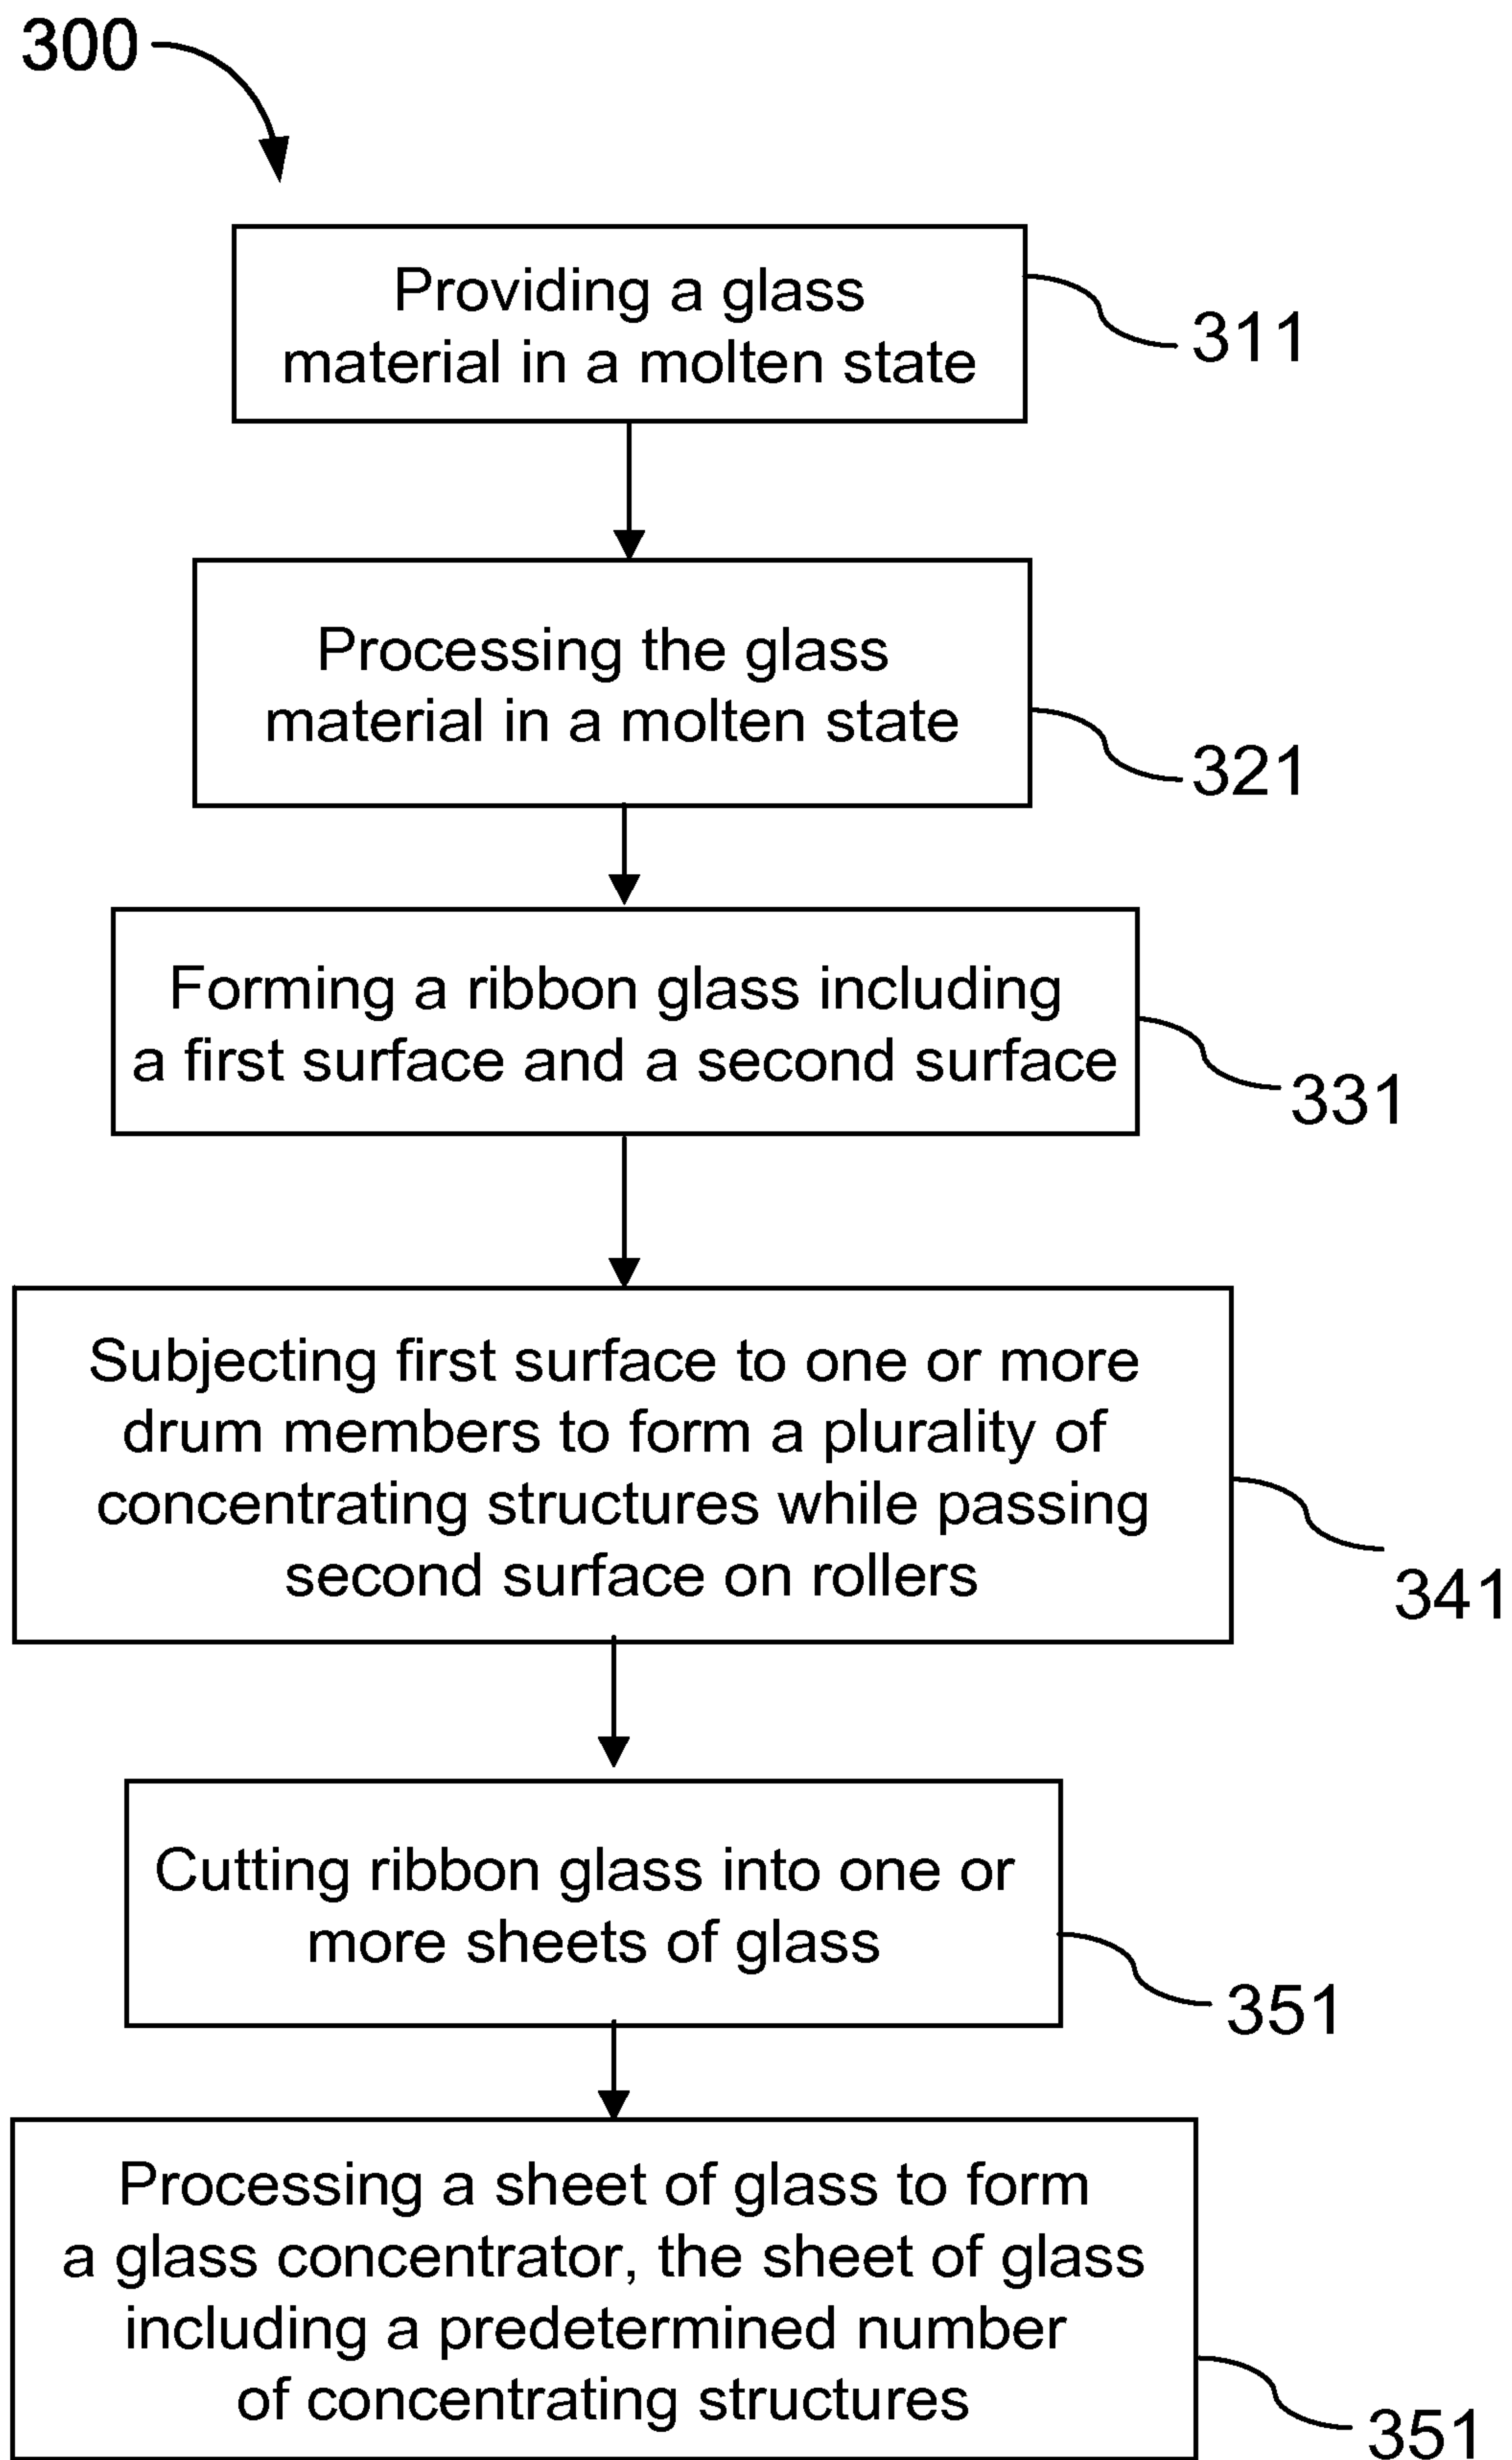 300
Providing a glass
material in a molten state
311
Processing the glass
material in a molten state
321
Forming a ribbon glass including
a first surface and a second surface
331
Subjecting first surface to one or more
drum members to form a plurality of
concentrating structures while passing
second surface on rollers
341
Cutting ribbon glass into one or
more sheets of glass
351
Processing a sheet of glass to form
a glass concentrator, the sheet of glass
including a predetermined number
of concentrating structures
351